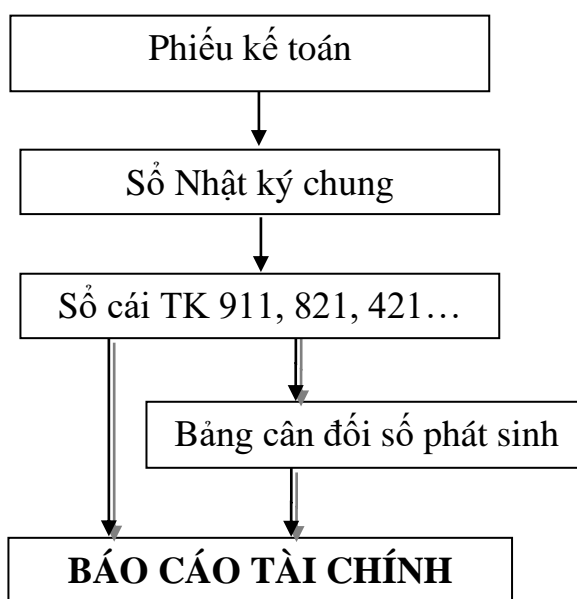 Phiếu kế toán
Sổ Nhật ký chung
Sổ cái TK 911, 821, 421…
Bảng cân đối số phát sinh
BÁO CÁO TÀI CHÍNH